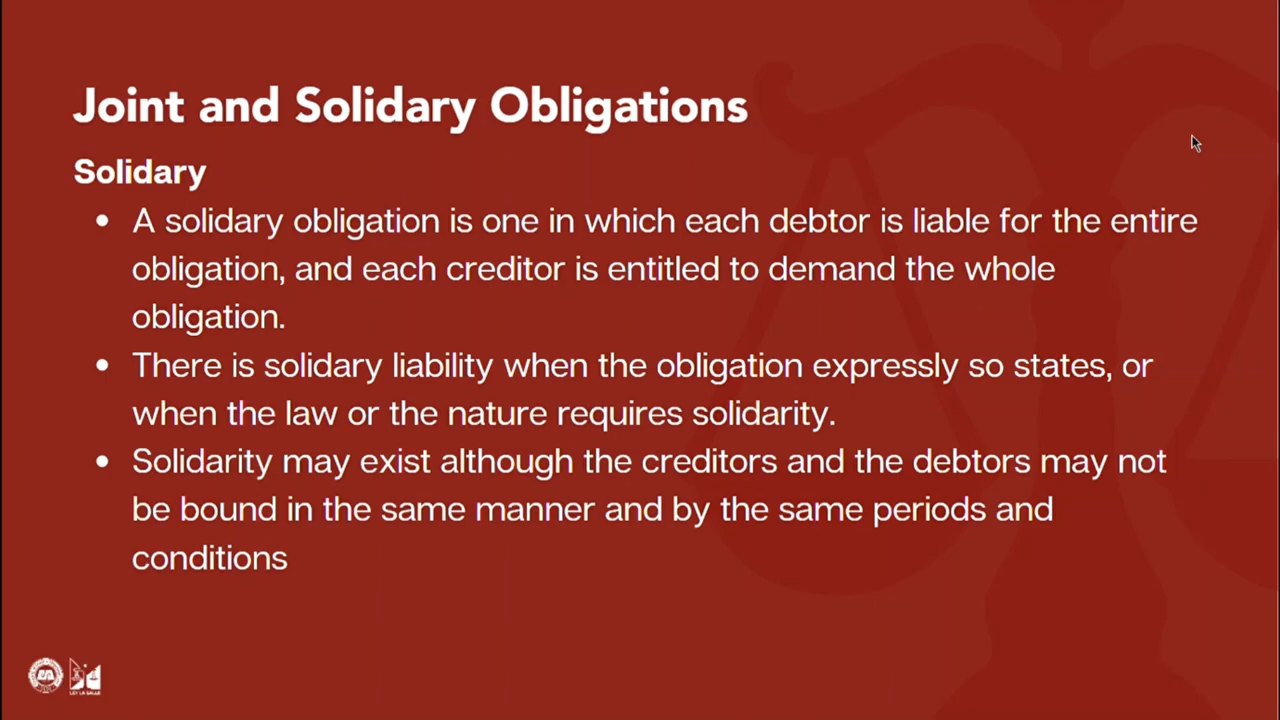 Joint and Solidary Obligations
Solidary
• A solidary obligation is one in which each debtor is liable for the entire
obligation, and each creditor is entitled to demand the whole
obligation.
• There is solidary liability when the obligation expressly so states, or
when the law or the nature requires solidarity.
• Solidarity may exist although the creditors and the debtors may not
be bound in the same manner and by the same periods and
conditions